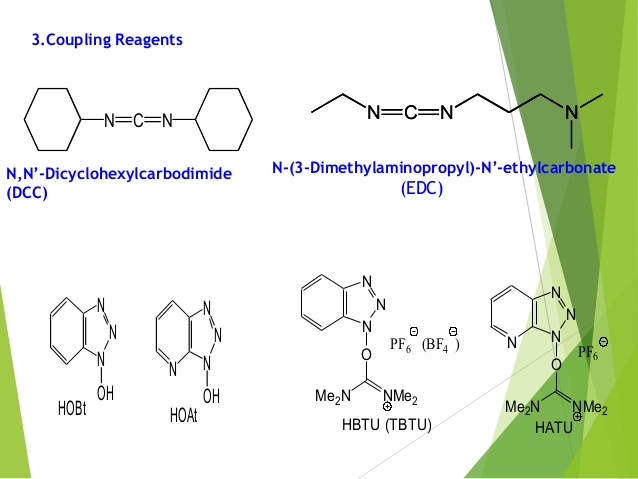 3.Coupling Reagents
N=C=N
N=C=N
N
N,N’-Dicyclohexylcarbodimide
(DCC)
N-(3-Dimethylaminopropyl)-N’-ethylcarbonate
(EDC)
N
N
N
OH
HOBt
N
N
N
N
OH
HOAt
N
N
N
O
PF6⊖ (BF4⊖)
Me2N
NMe2
⊕
HBTU (TBTU)
N
N
N
N
O
PF6⊖
Me2N
NMe2
⊕
HATU